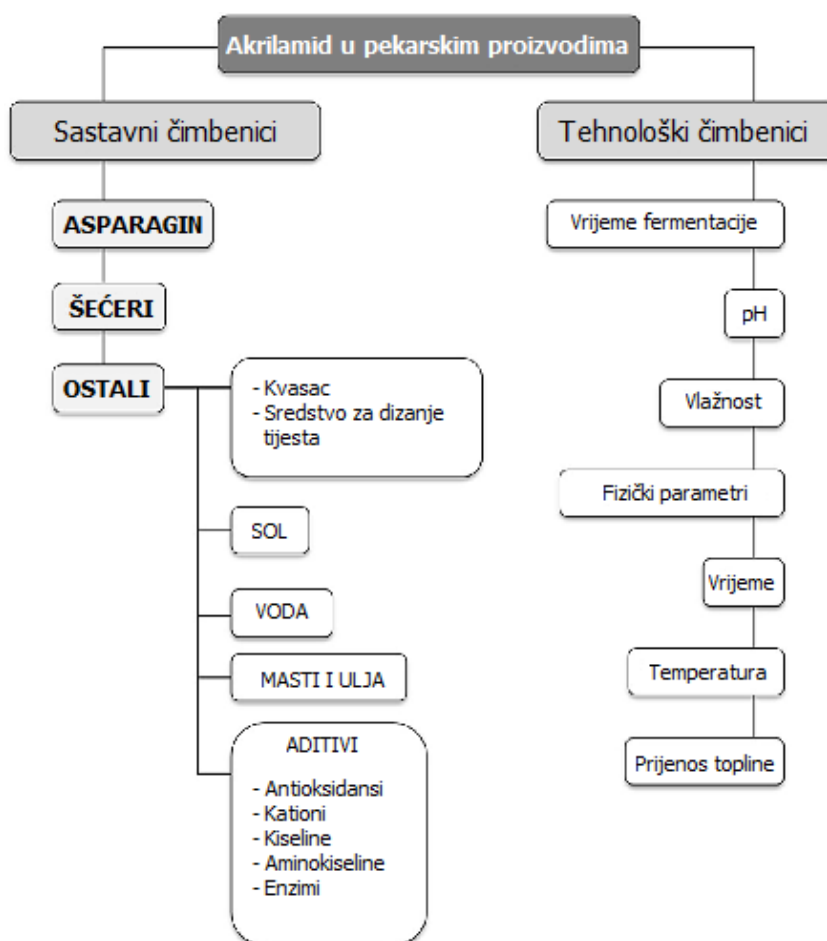 Akrilamid u pekarskim proizvodima
Sastavni čimbenici
ASPARAGIN
ŠEĆERI
OSTALI
- Kvasac
- Sredstvo za dizanje
tijesta
SOL
VODA
MASTI I ULJA
ADITIVI
- Antioksidansi
- Kationi
- Kiseline
- Aminokiseline
- Enzimi
Tehnološki čimbenici
Vrijeme fermentacije
pH
Vlažnost
Fizički parametri
Vrijeme
Temperatura
Prijenos topline